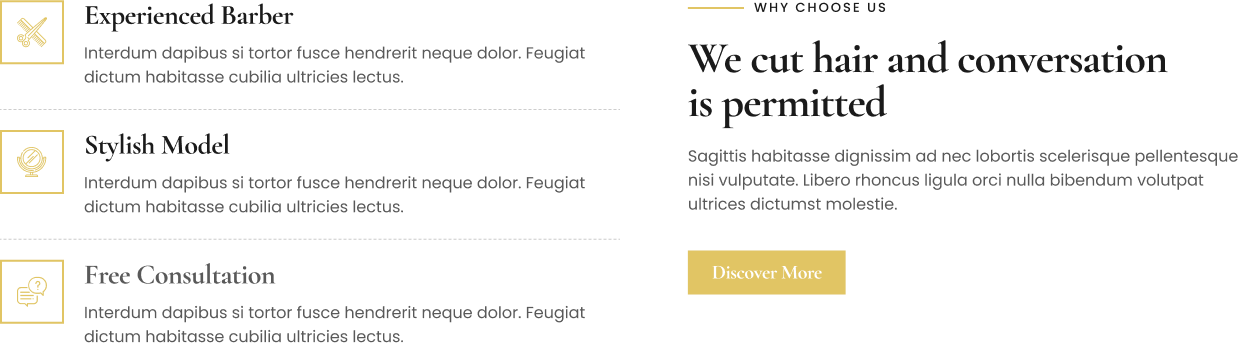 Experienced Barber
Interdum dapibus si tortor fusce hendrerit neque dolor. Feugiat
dictum habitasse cubilia ultricies lectus.
Stylish Model
Interdum dapibus si tortor fusce hendrerit neque dolor. Feugiat
dictum habitasse cubilia ultricies lectus.
Free Consultation
Interdum dapibus si tortor fusce hendrerit neque dolor. Feugiat
dictum habitasse cubilia ultricies lectus.
WHY CHOOSE US
We cut hair and conversation
is permitted
Sagittis habitasse dignissim ad nec lobortis scelerisque pellentesque
nisi vulputate. Libero rhoncus ligula orci nulla bibendum volutpat
ultrices dictumst molestie.
Discover More